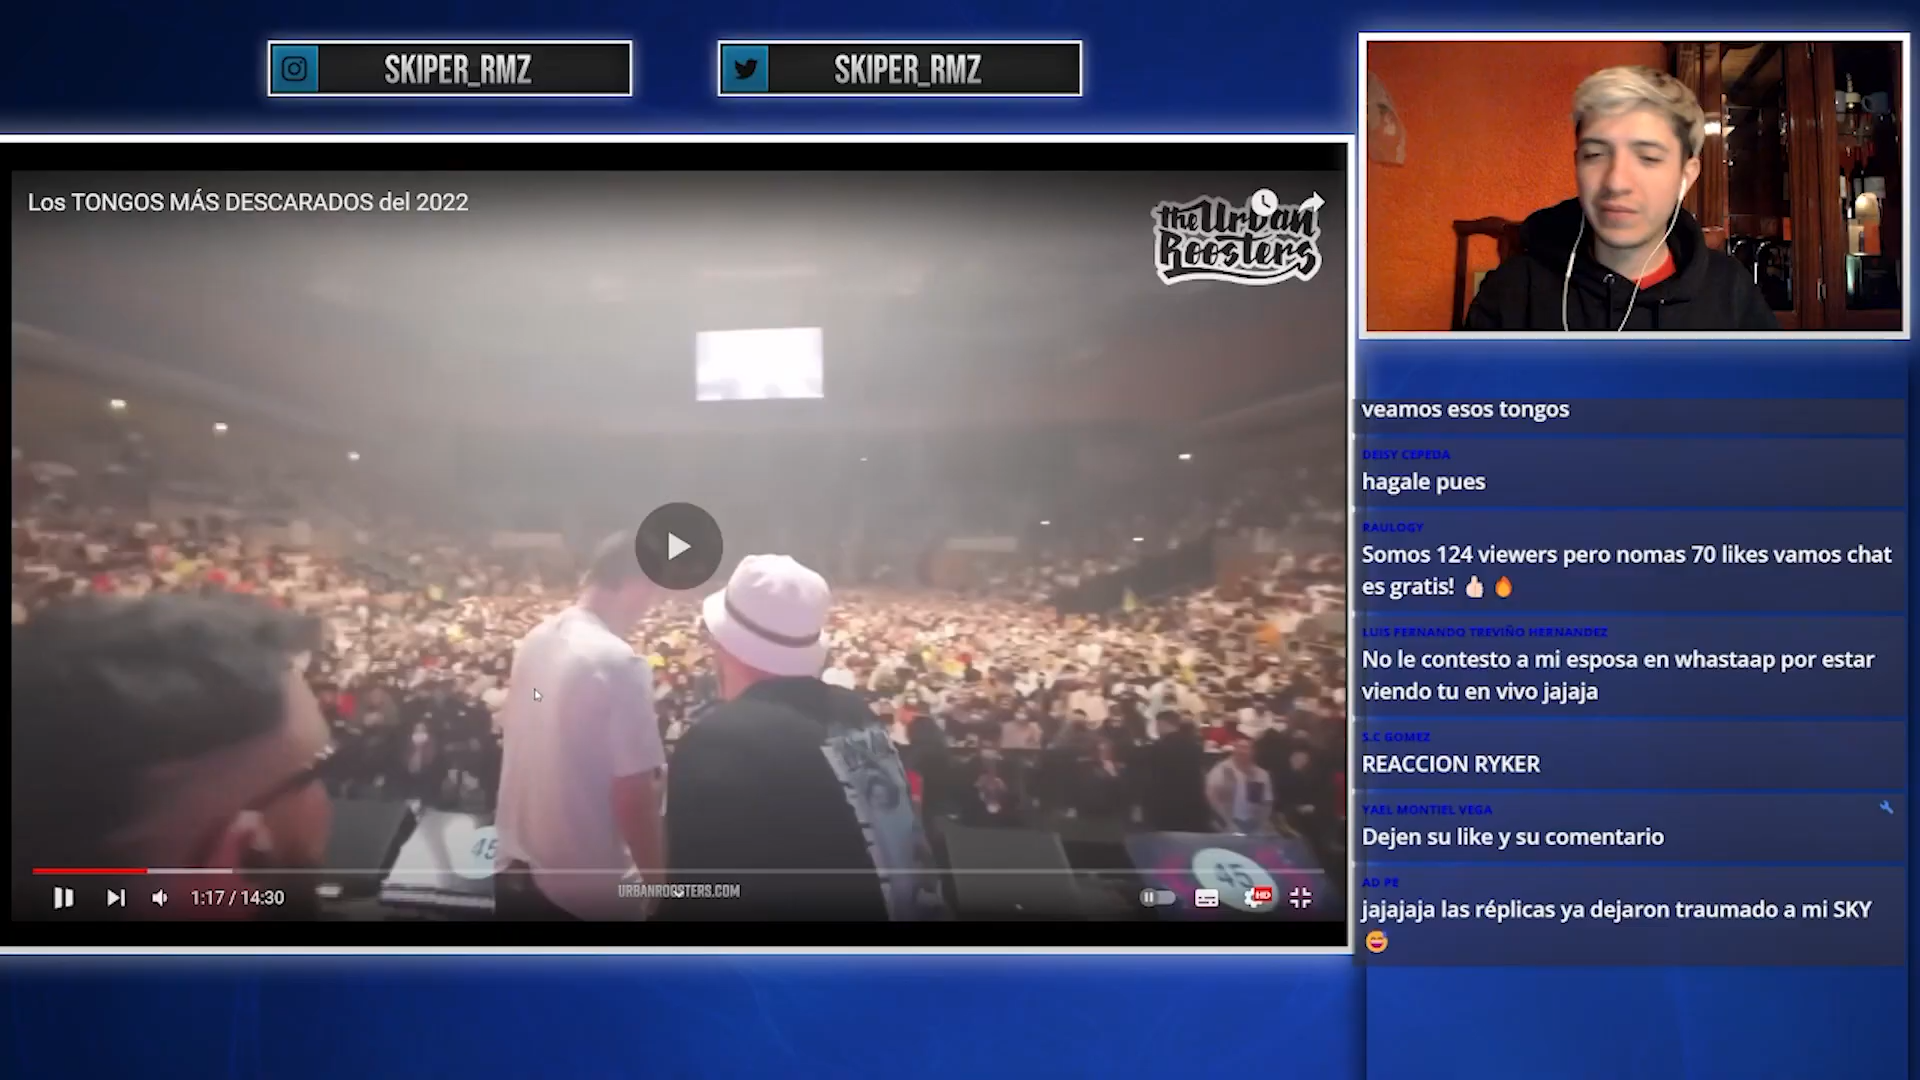 SKIPER_RMZ
SKIPER_RMZ
Los TONGOS MÁS DESCARADOS del 2022
the Urban
Roosters
45
45
URBANROOSTERS.COM
1:17 / 14:30
HD
veamos esos tongos
DEISY CEPEDA
hagale pues
RAULOGY
Somos 124 viewers pero nomas 70 likes vamos chat
es gratis! 👍🏻 🔥
LUIS FERNANDO TREVIÑO HERNANDEZ
No le contesto a mi esposa en whastaap por estar
viendo tu en vivo jajaja
S.C GOMEZ
REACCION RYKER
YAEL MONTIEL VEGA
Dejen su like y su comentario
AD PE
jajajaja las réplicas ya dejaron traumado a mi SKY
😅